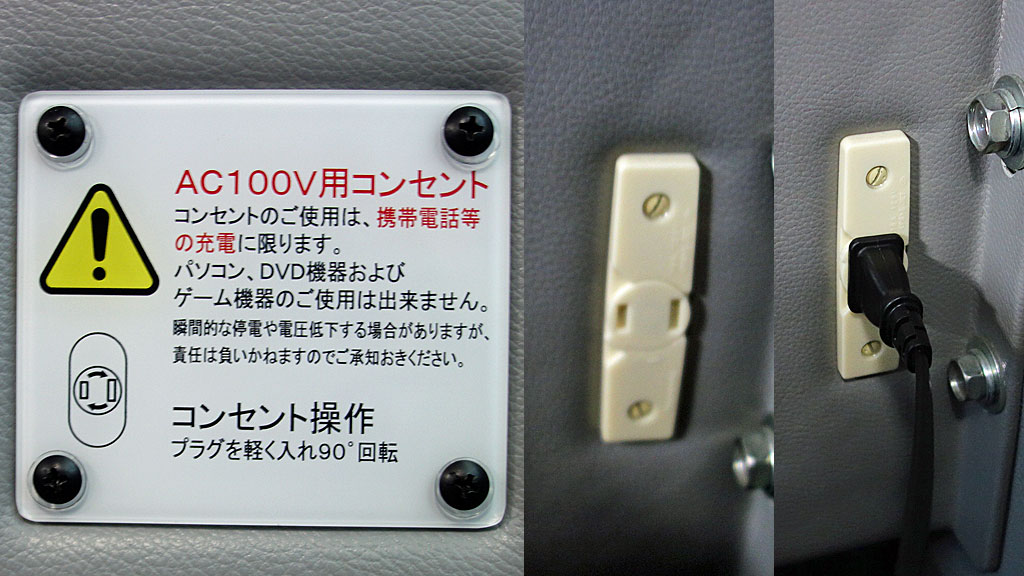 AC100V用コンセント
コンセントのご使用は、携帯電話等
の充電に限ります。
パソコン、DVD機器および
ゲーム機器のご使用は出来ません。
瞬間的な停電や電圧低下する場合がありますが、
責任は負いかねますのでご承知おきください。
コンセント操作
プラグを軽く入れ90°回転